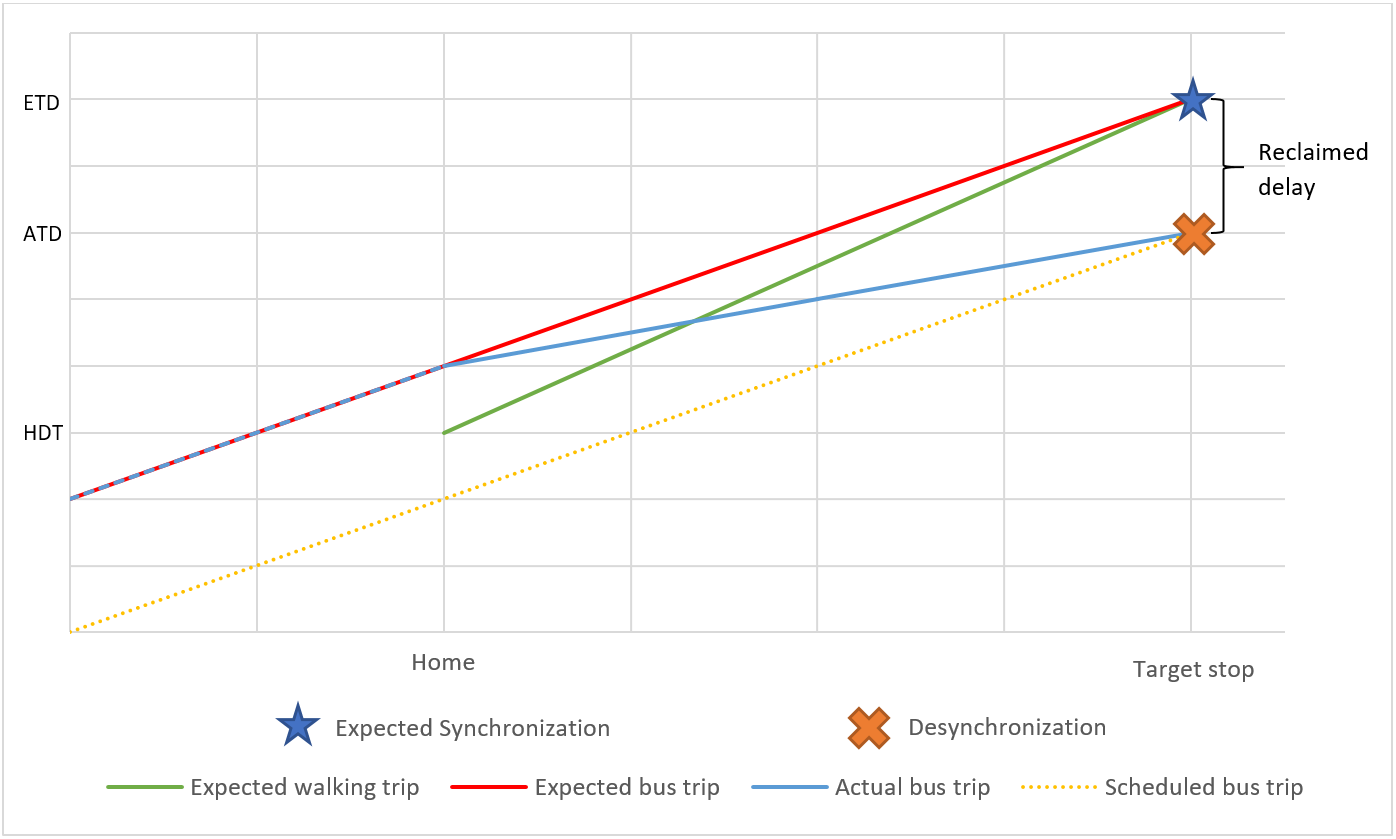 ETD
Reclaimed
delay
ATD
HDT
Home
Target stop
Expected Synchronization
Desynchronization
Expected walking trip
Expected bus trip
Actual bus trip
Scheduled bus trip